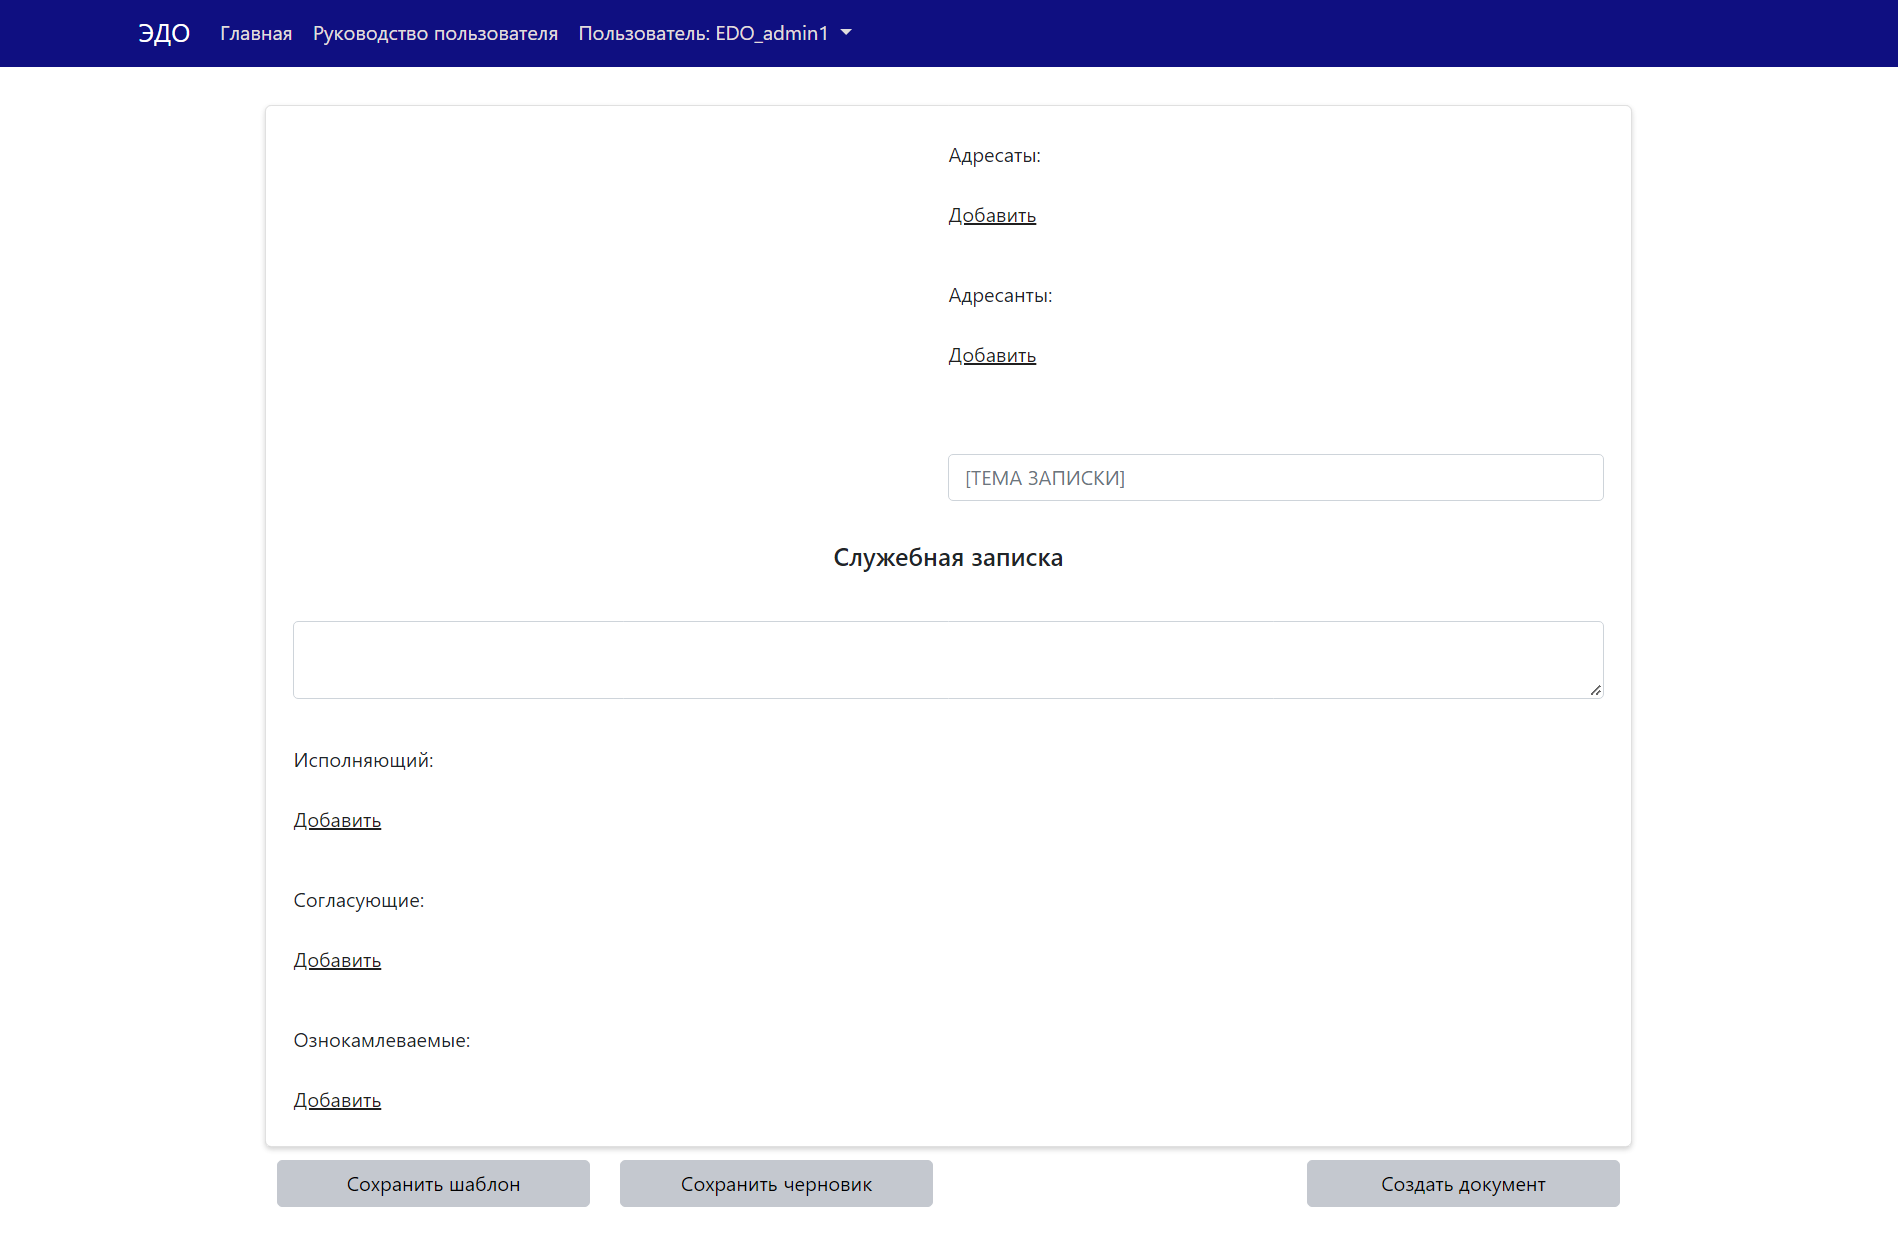 ЭДО Главная Руководство пользователя Пользователь: EDO_admin1
Адресаты:
Добавить
Адресанты:
Добавить
[ТЕМА ЗАПИСКИ]
Служебная записка
Исполняющий:
Добавить
Согласующие:
Добавить
Ознокамлеваемые:
Добавить
Сохранить шаблон Сохранить черновик Создать документ